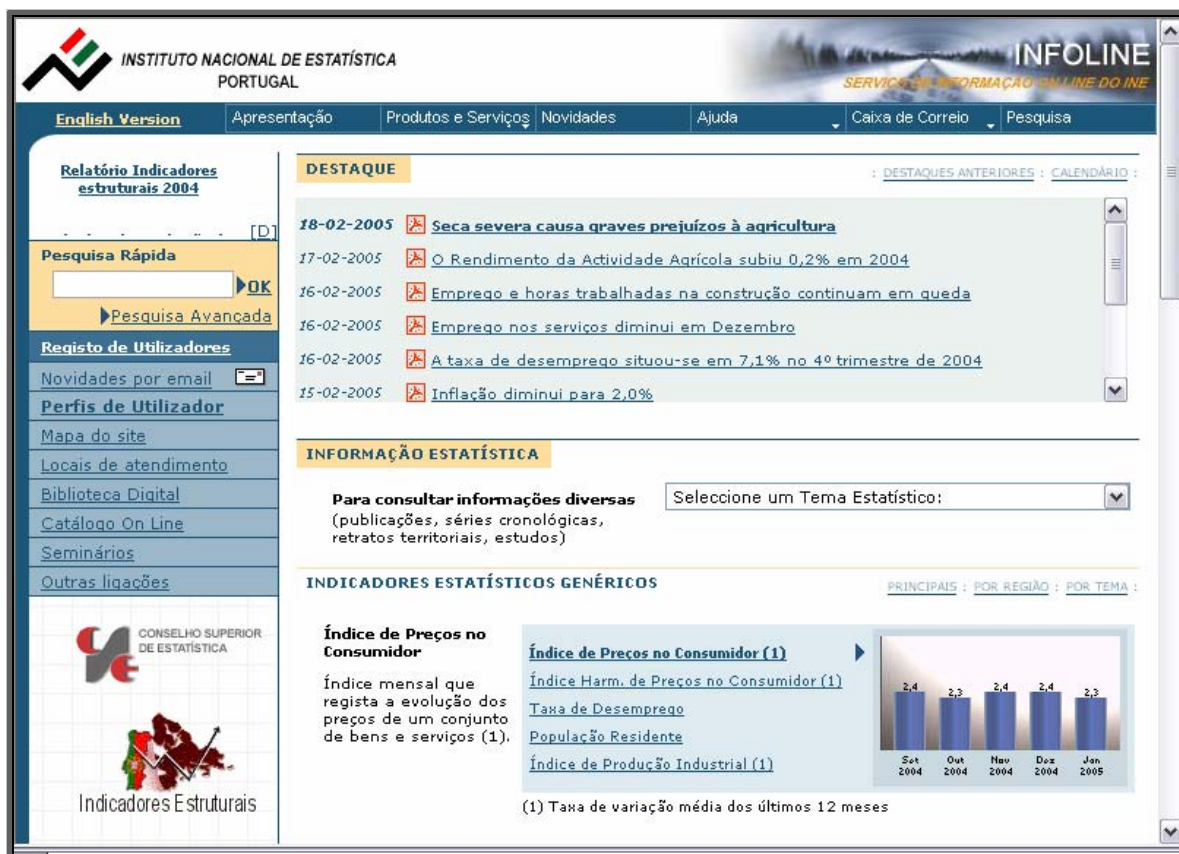 INSTITUTO NACIONAL DE ESTATÍSTICA
PORTUGAL
INFOLINE
SERVIÇO DE INFORMAÇÃO ON-LINE DO INE
English Version Apresentação Produtos e Serviços Novidades Ajuda Caixa de Correio Pesquisa
Relatório Indicadores
estruturais 2004
[D]
Pesquisa Rápida
OK
Pesquisa Avançada
Registo de Utilizadores
Novidades por email
Perfis de Utilizador
Mapa do site
Locais de atendimento
Biblioteca Digital
Catálogo On Line
Seminários
Outras ligações
CONSELHO SUPERIOR
DE ESTATÍSTICA
Indicadores Estruturais
DESTAQUE : DESTAQUES ANTERIORES : CALENDÁRIO :
18-02-2005 Seca severa causa graves prejuízos à agricultura
17-02-2005 O Rendimento da Actividade Agrícola subiu 0,2% em 2004
16-02-2005 Emprego e horas trabalhadas na construção continuam em queda
16-02-2005 Emprego nos serviços diminui em Dezembro
16-02-2005 A taxa de desemprego situou-se em 7,1% no 4º trimestre de 2004
15-02-2005 Inflação diminui para 2,0%
INFORMAÇÃO ESTATÍSTICA
Para consultar informações diversas
(publicações, séries cronológicas,
retratos territoriais, estudos)
Seleccione um Tema Estatístico:
INDICADORES ESTATÍSTICOS GENÉRICOS PRINCIPAIS : POR REGIÃO : POR TEMA :
Índice de Preços no
Consumidor
Índice mensal que
regista a evolução dos
preços de um conjunto
de bens e serviços (1).
Índice de Preços no Consumidor (1)
Índice Harm. de Preços no Consumidor (1)
Taxa de Desemprego
População Residente
Índice de Produção Industrial (1)
2,4 2,3 2,4 2,4 2,3
Set Out Nov Dez Jan
2004 2004 2004 2004 2005
(1) Taxa de variação média dos últimos 12 meses